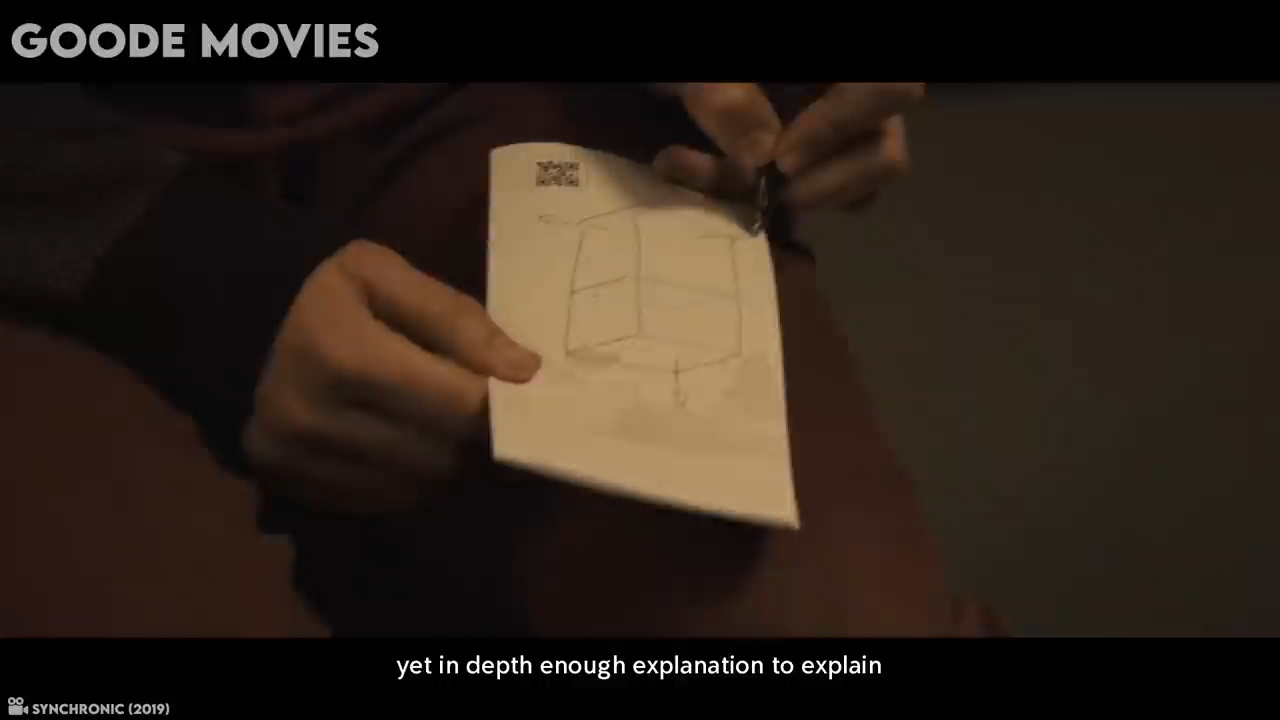 GOODE MOVIES
yet in depth enough explanation to explain
SYNCHRONIC (2019)